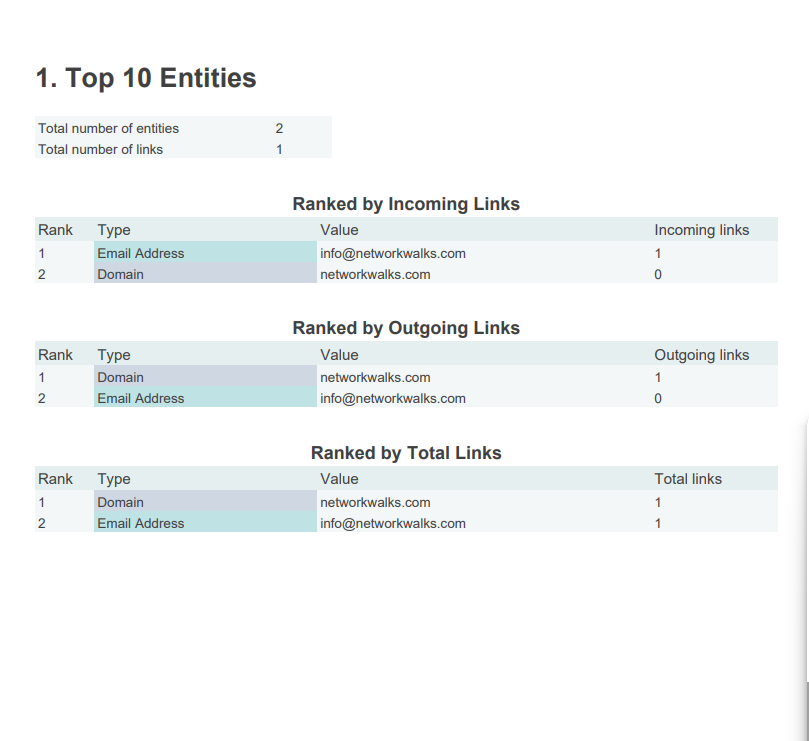 1. Top 10 Entities
Total number of entities 2
Total number of links 1
Ranked by Incoming Links
Rank Type Value Incoming links
1 Email Address info@networkwalks.com 1
2 Domain networkwalks.com 0
Ranked by Outgoing Links
Rank Type Value Outgoing links
1 Domain networkwalks.com 1
2 Email Address info@networkwalks.com 0
Ranked by Total Links
Rank Type Value Total links
1 Domain networkwalks.com 1
2 Email Address info@networkwalks.com 1